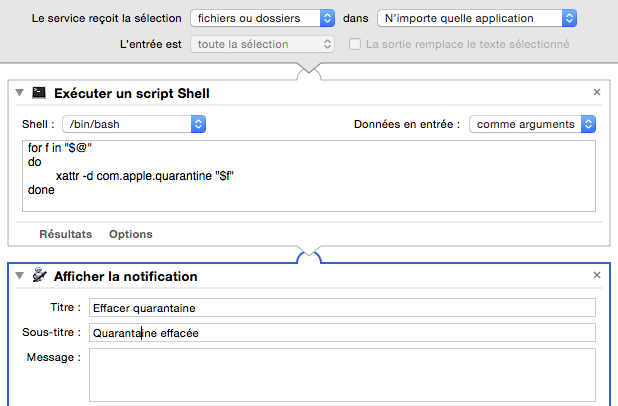 Le service reçoit la sélection fichiers ou dossiers dans N'importe quelle application
L'entrée est toute la sélection La sortie remplace le texte sélectionné
Exécuter un script Shell
Shell : /bin/bash Données en entrée : comme arguments
for f in "$@"
do
xattr -d com.apple.quarantine "$f"
done
Résultats Options
Afficher la notification
Titre : Effacer quarantaine
Sous-titre : Quarantaine effacée
Message :